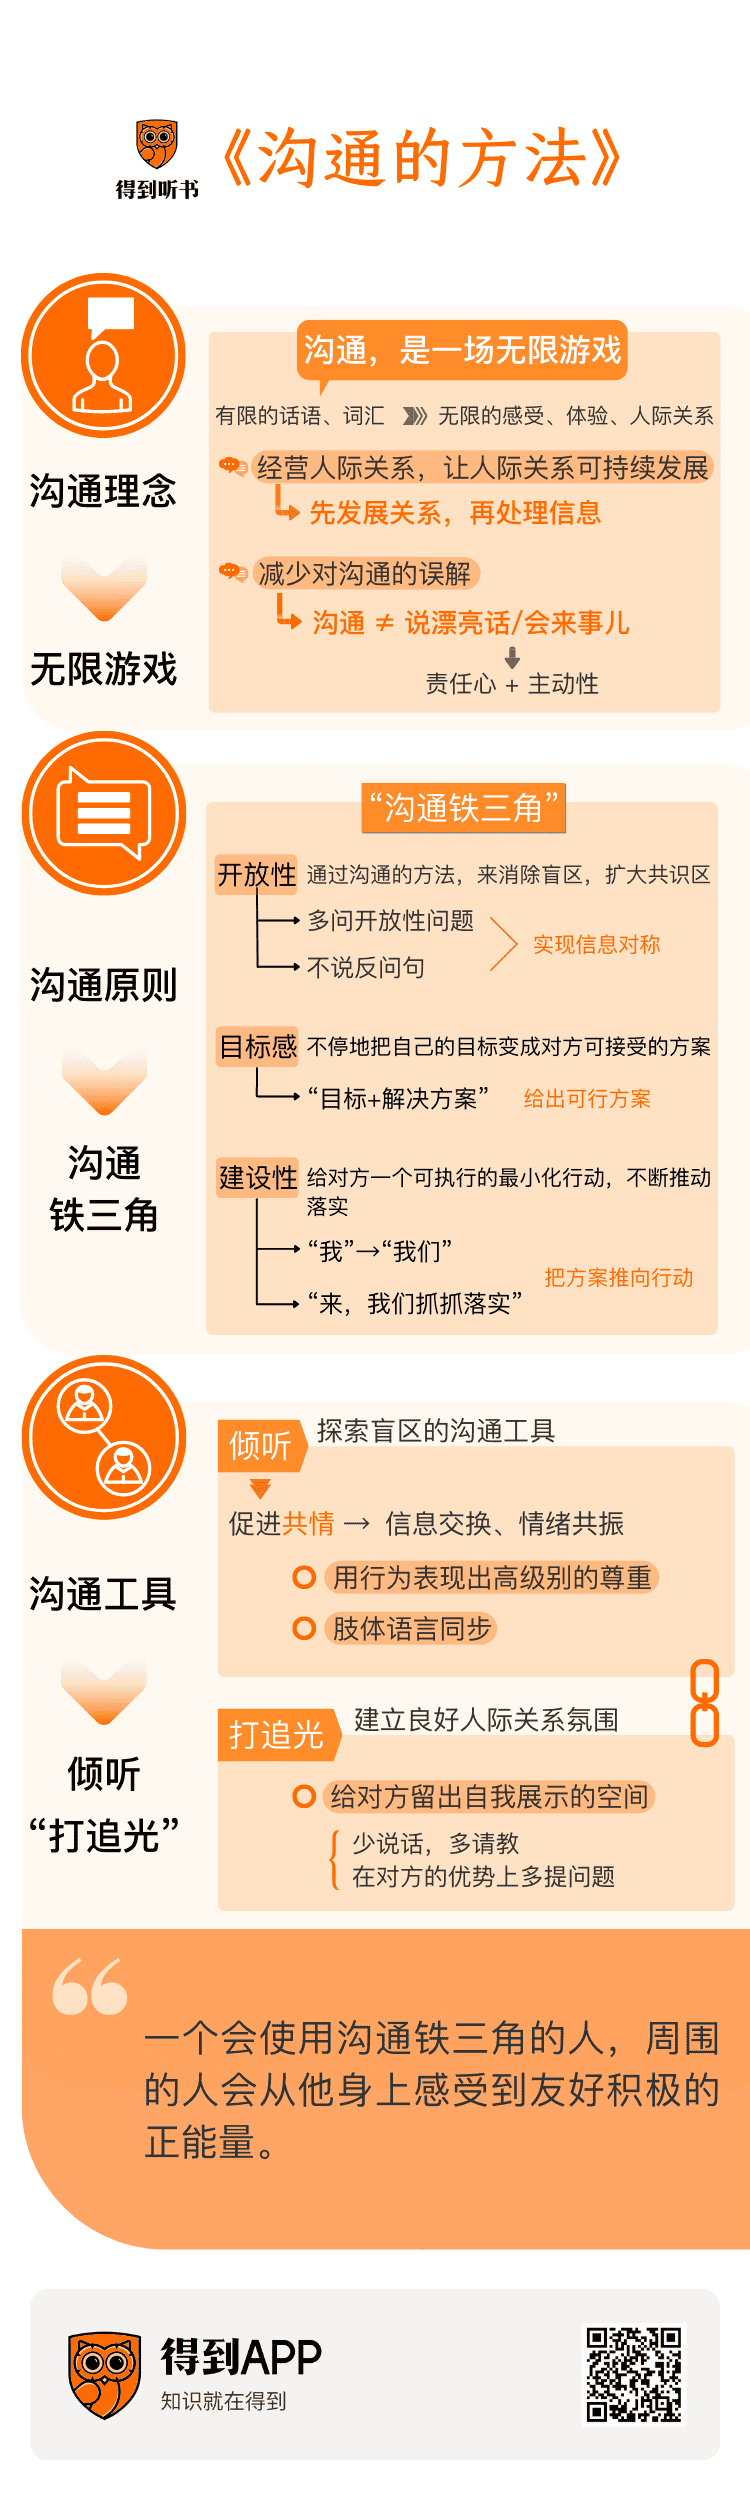 得到听书
《沟通的方法》
沟通理念
无限游戏
沟通，是一场无限游戏
有限的话语、词汇 无限的感受、体验、人际关系
经营人际关系，让人际关系可持续发展
先发展关系，再处理信息
减少对沟通的误解
沟通 ≠ 说漂亮话/会来事儿
责任心 + 主动性
沟通原则
沟通
铁三角
“沟通铁三角”
开放性 通过沟通的方法，来消除盲区，扩大共识区
多问开放性问题
不说反问句
实现信息对称
目标感 不停地把自己的目标变成对方可接受的方案
“目标+解决方案” 给出可行方案
建设性 给对方一个可执行的最小化行动，不断推动
落实
“我”→“我们”
把方案推向行动
“来，我们抓抓落实”
沟通工具
倾听
“打追光”
倾听 探索盲区的沟通工具
促进共情 → 信息交换、情绪共振
用行为表现出高级别的尊重
肢体语言同步
打追光 建立良好人际关系氛围
给对方留出自我展示的空间
少说话，多请教
在对方的优势上多提问题
一个会使用沟通铁三角的人，周围
的人会从他身上感受到友好积极的
正能量。
得到APP
知识就在得到